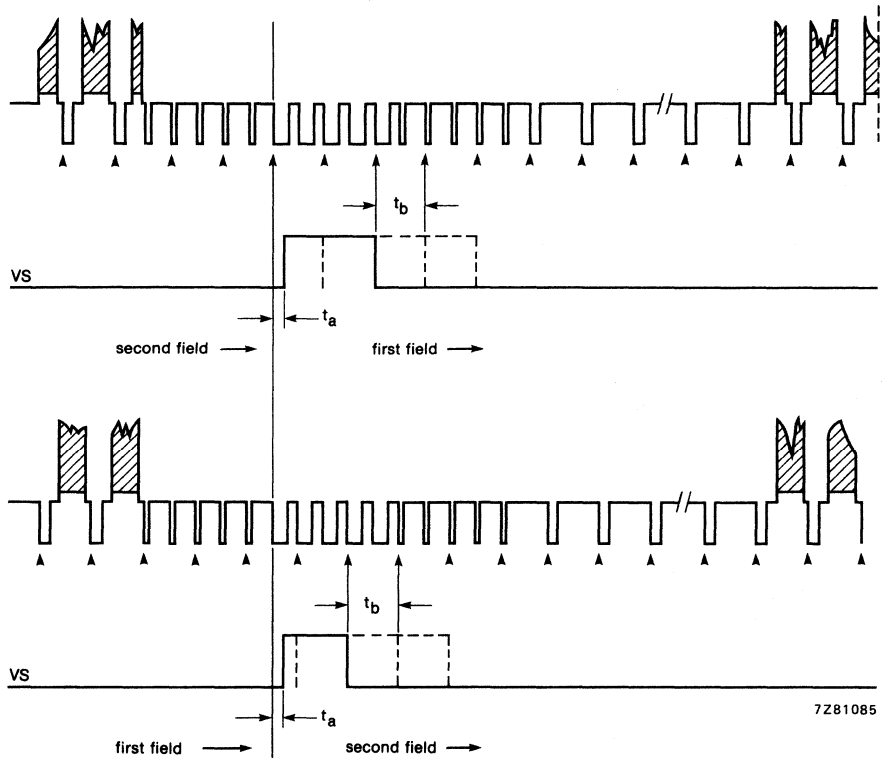 t_b
VS
t_a
second field
first field
t_b
VS
7Z81085
t_a
first field
second field